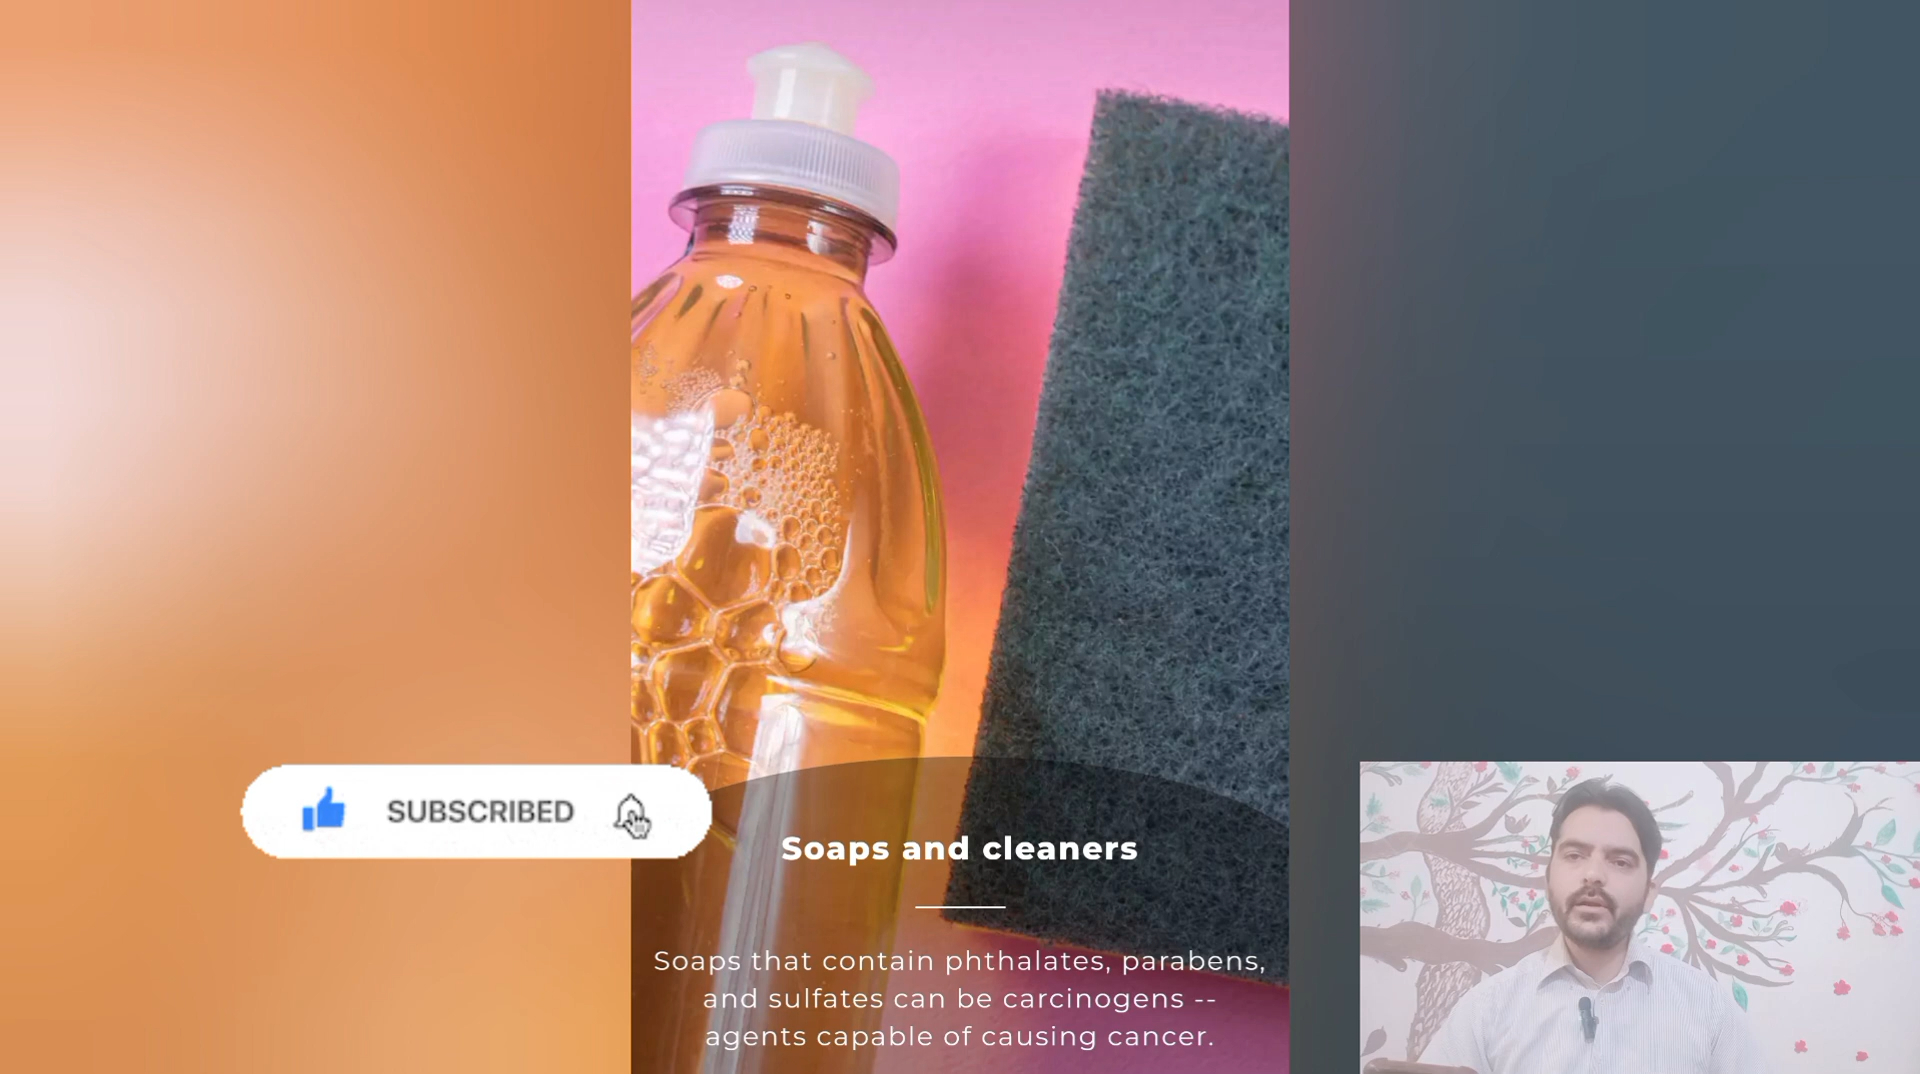 SUBSCRIBED
Soaps and cleaners
Soaps that contain phthalates, parabens,
and sulfates can be carcinogens --
agents capable of causing cancer.